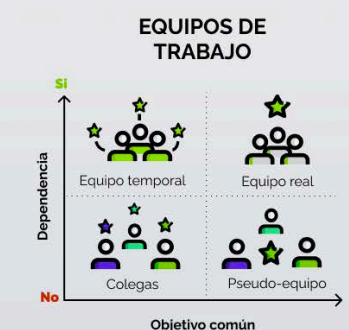 EQUIPOS DE
TRABAJO
Si
Dependencia
Equipo temporal
Equipo real
Colegas
Pseudo-equipo
No
Objetivo común